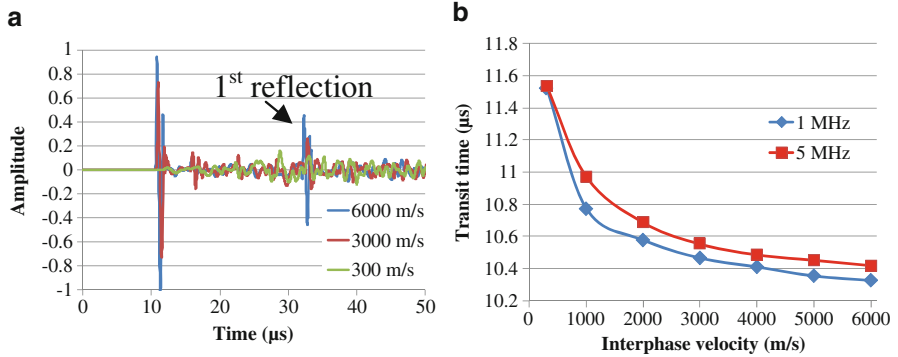 a
Amplitude
1
0.8
0.6
0.4
0.2
0
-0.2
-0.4
-0.6
-0.8
-1
1st reflection
6000 m/s
3000 m/s
300 m/s
0 10 20 30 40 50
Time (µs)
b
Transit time (µs)
11.8
11.6
11.4
11.2
11
10.8
10.6
10.4
10.2
1 MHz
5 MHz
0 1000 2000 3000 4000 5000 6000
Interphase velocity (m/s)